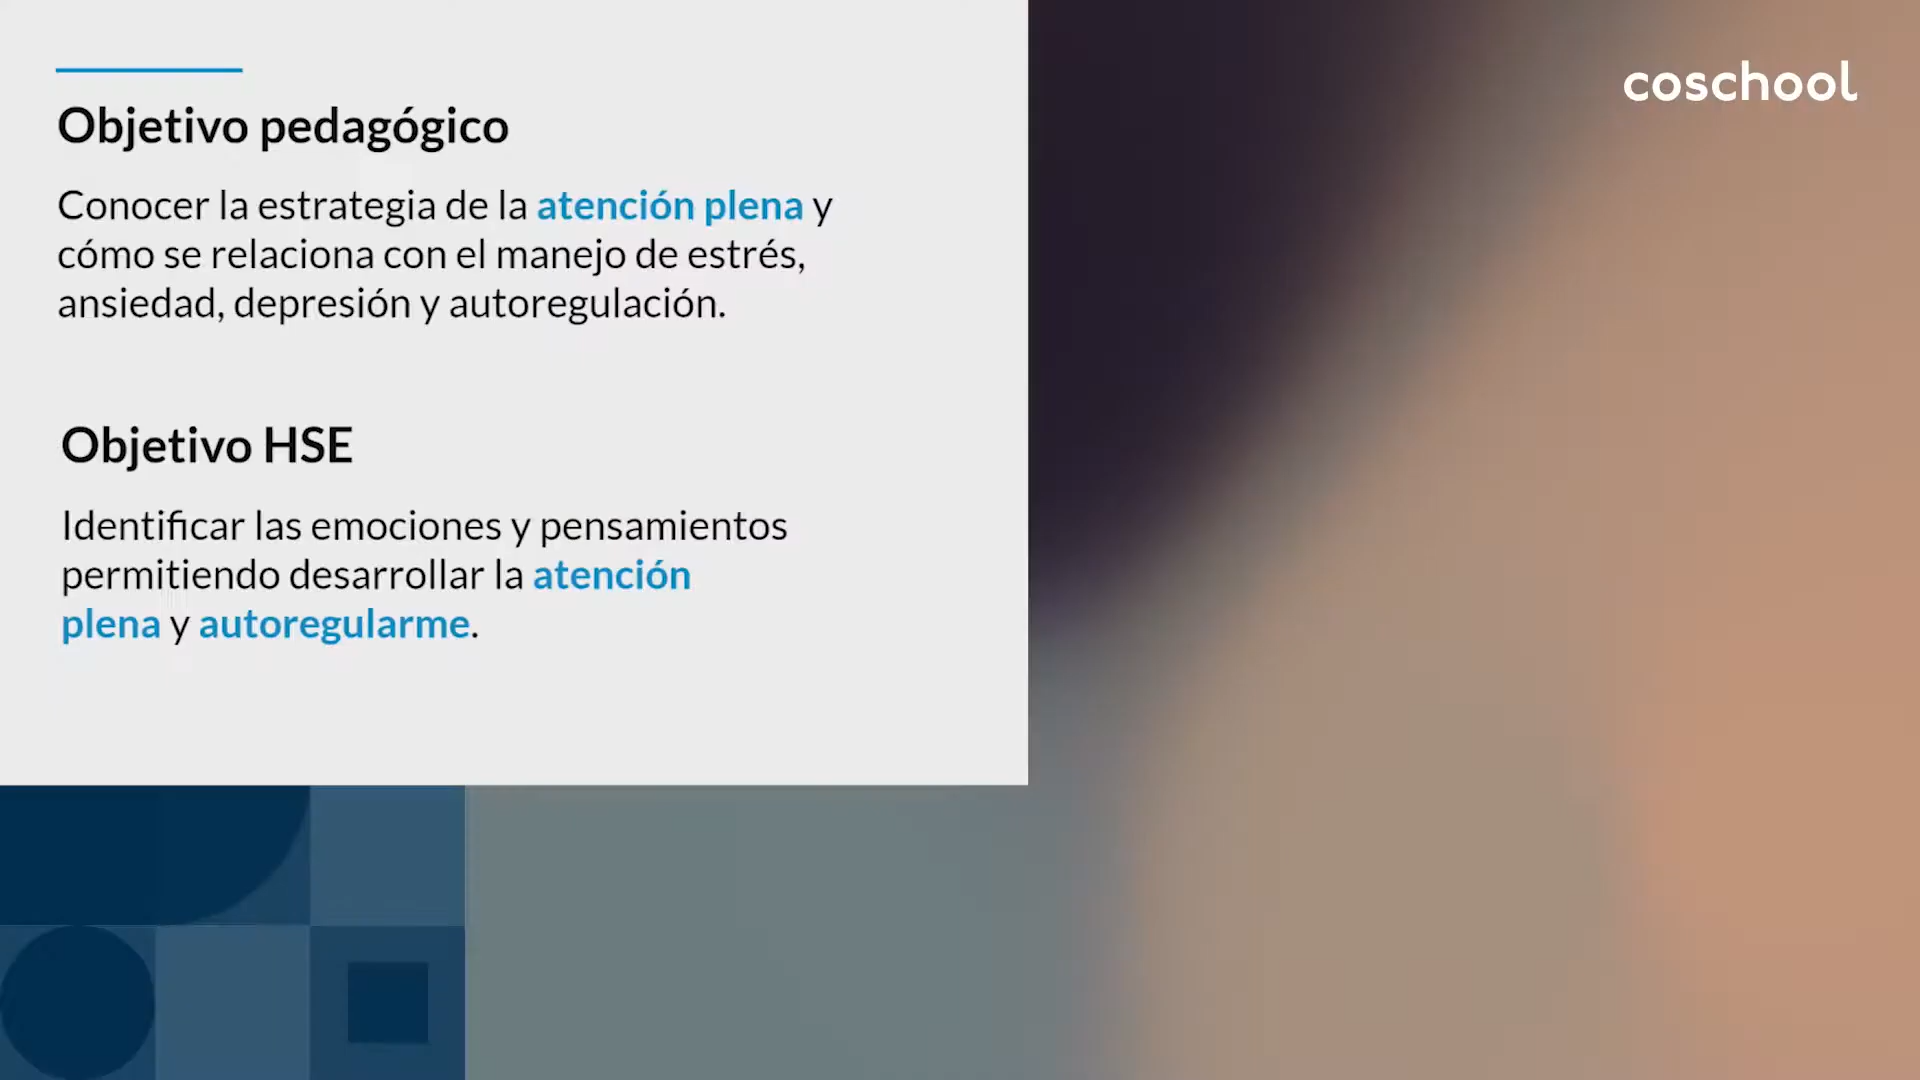 coschool
Objetivo pedagógico
Conocer la estrategia de la atención plena y
cómo se relaciona con el manejo de estrés,
ansiedad, depresión y autoregulación.
Objetivo HSE
Identificar las emociones y pensamientos
permitiendo desarrollar la atención
plena y autoregularme.